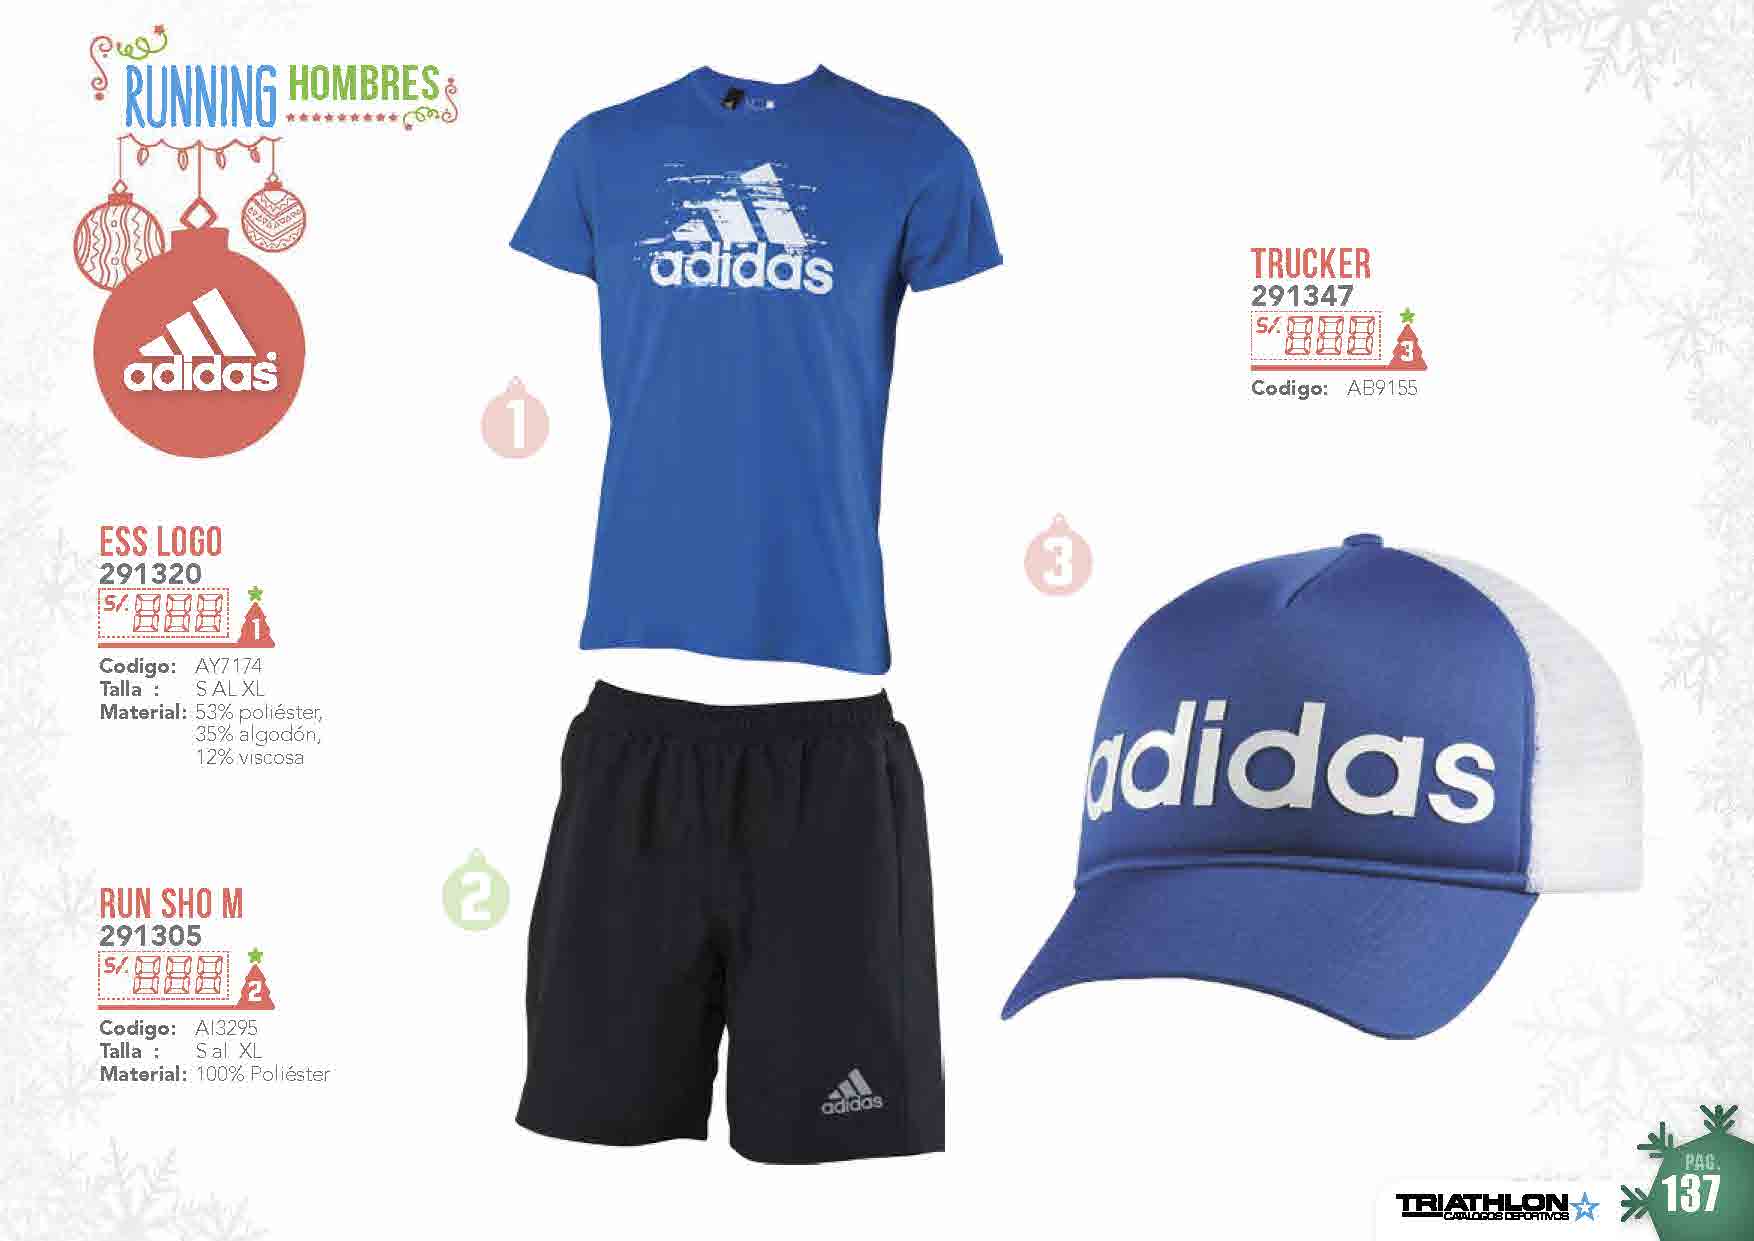 RUNNING HOMBRES
adidas
ESS LOGO
291320
S/. 888
1
Codigo: AY7174
Talla : S AL XL
Material: 53% poliéster,
35% algodón,
12% viscosa
RUN SHO M
291305
S/. 888
2
Codigo: AI3295
Talla : S al XL
Material: 100% Poliéster
1
adidas
2
adidas
TRUCKER
291347
S/. 888
3
Codigo: AB9155
3
adidas
TRIATHLON
CATALOGOS DEPORTIVOS
PAG.
137